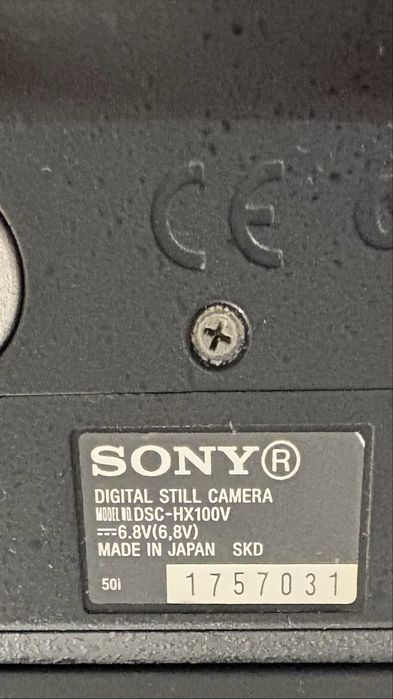 CE
SONY®
DIGITAL STILL CAMERA
MODEL NO. DSC-HX100V
⎓6.8V(6,8V)
MADE IN JAPAN SKD
50i 1757031